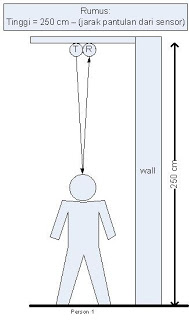 Rumus:
Tinggi = 250 cm – (jarak pantulan dari sensor)
T R
wall
250 cm
Person 1